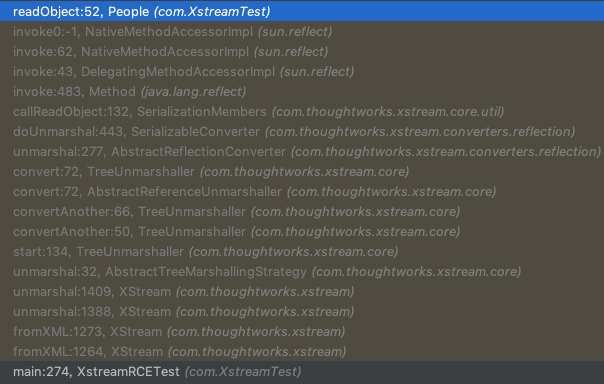 readObject:52, People (com.XstreamTest)
invoke0:-1, NativeMethodAccessorImpl (sun.reflect)
invoke:62, NativeMethodAccessorImpl (sun.reflect)
invoke:43, DelegatingMethodAccessorImpl (sun.reflect)
invoke:483, Method (java.lang.reflect)
callReadObject:132, SerializationMembers (com.thoughtworks.xstream.core.util)
doUnmarshal:443, SerializableConverter (com.thoughtworks.xstream.converters.reflection)
unmarshal:277, AbstractReflectionConverter (com.thoughtworks.xstream.converters.reflection)
convert:72, TreeUnmarshaller (com.thoughtworks.xstream.core)
convert:72, AbstractReferenceUnmarshaller (com.thoughtworks.xstream.core)
convertAnother:66, TreeUnmarshaller (com.thoughtworks.xstream.core)
convertAnother:50, TreeUnmarshaller (com.thoughtworks.xstream.core)
start:134, TreeUnmarshaller (com.thoughtworks.xstream.core)
unmarshal:32, AbstractTreeMarshallingStrategy (com.thoughtworks.xstream.core)
unmarshal:1409, XStream (com.thoughtworks.xstream)
unmarshal:1388, XStream (com.thoughtworks.xstream)
fromXML:1273, XStream (com.thoughtworks.xstream)
fromXML:1264, XStream (com.thoughtworks.xstream)
main:274, XstreamRCETest (com.XstreamTest)